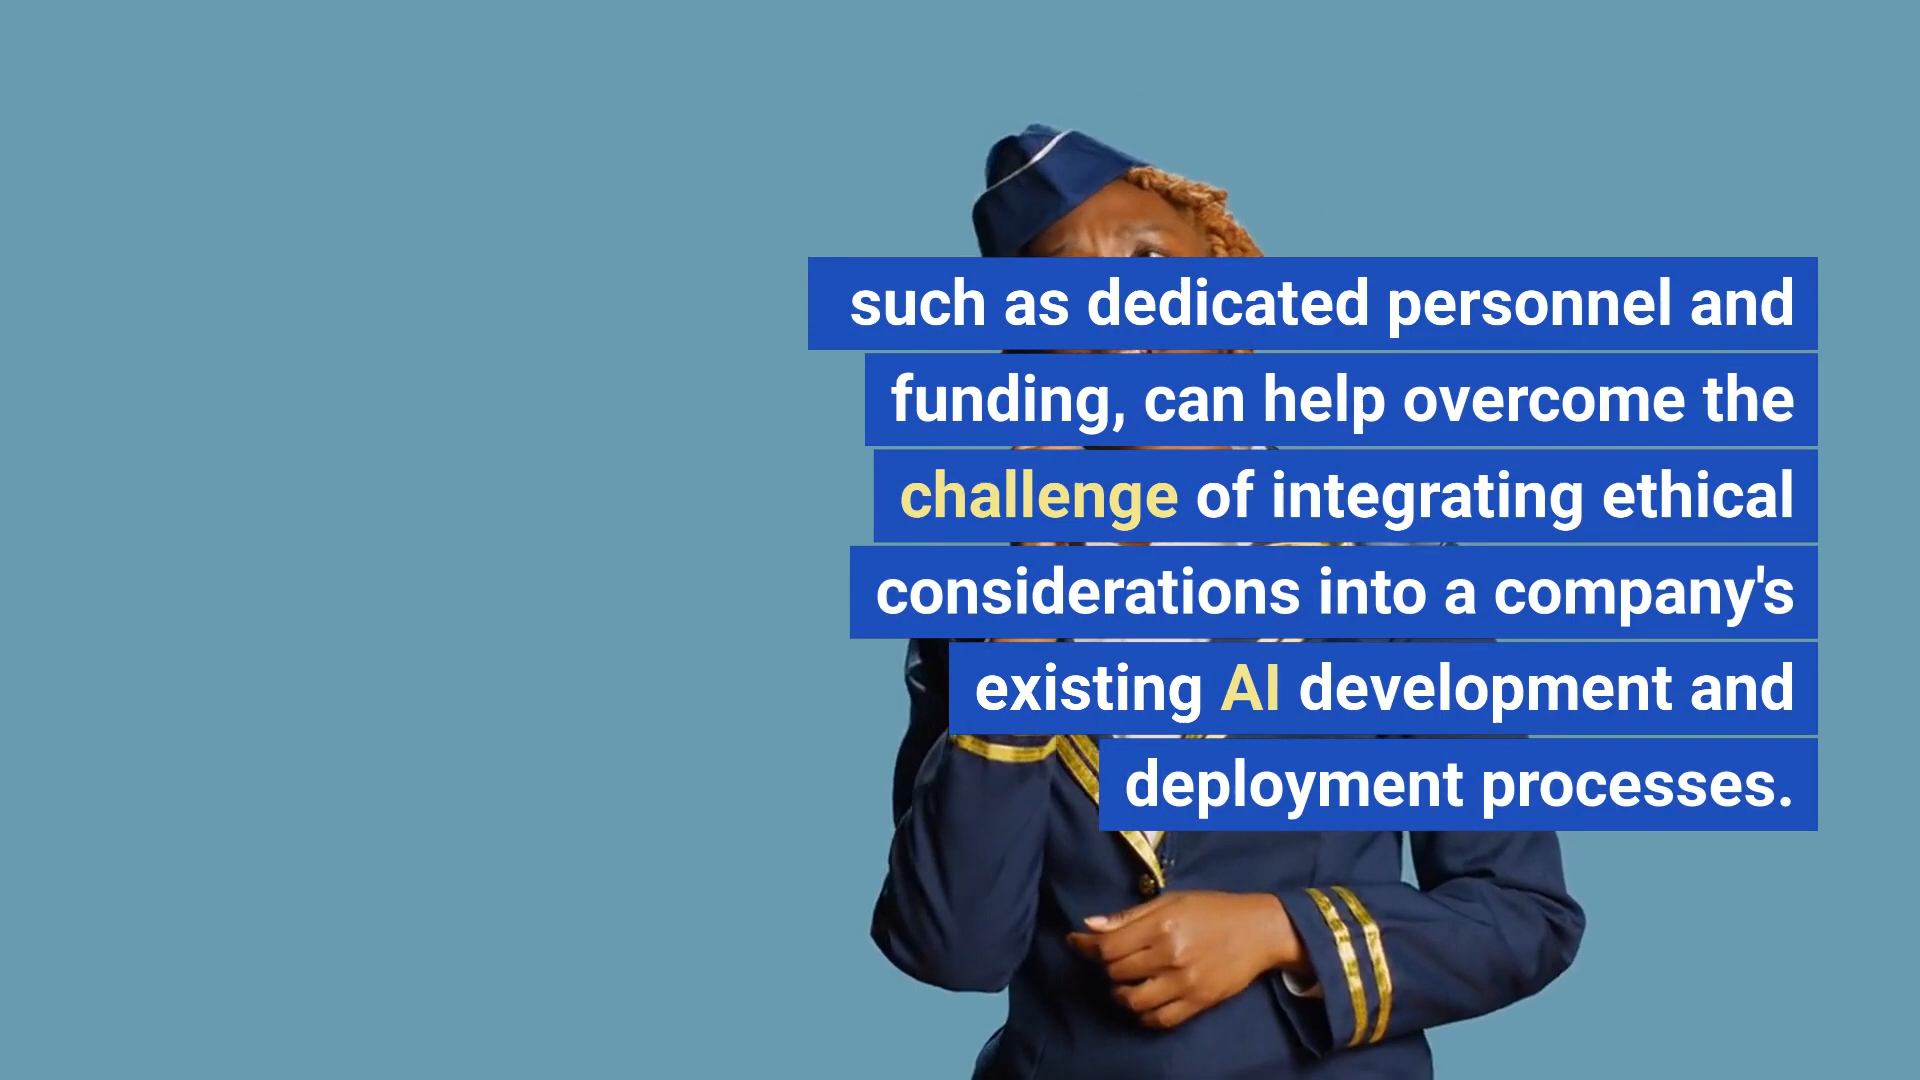 such as dedicated personnel and
funding, can help overcome the
challenge of integrating ethical
considerations into a company's
existing AI development and
deployment processes.